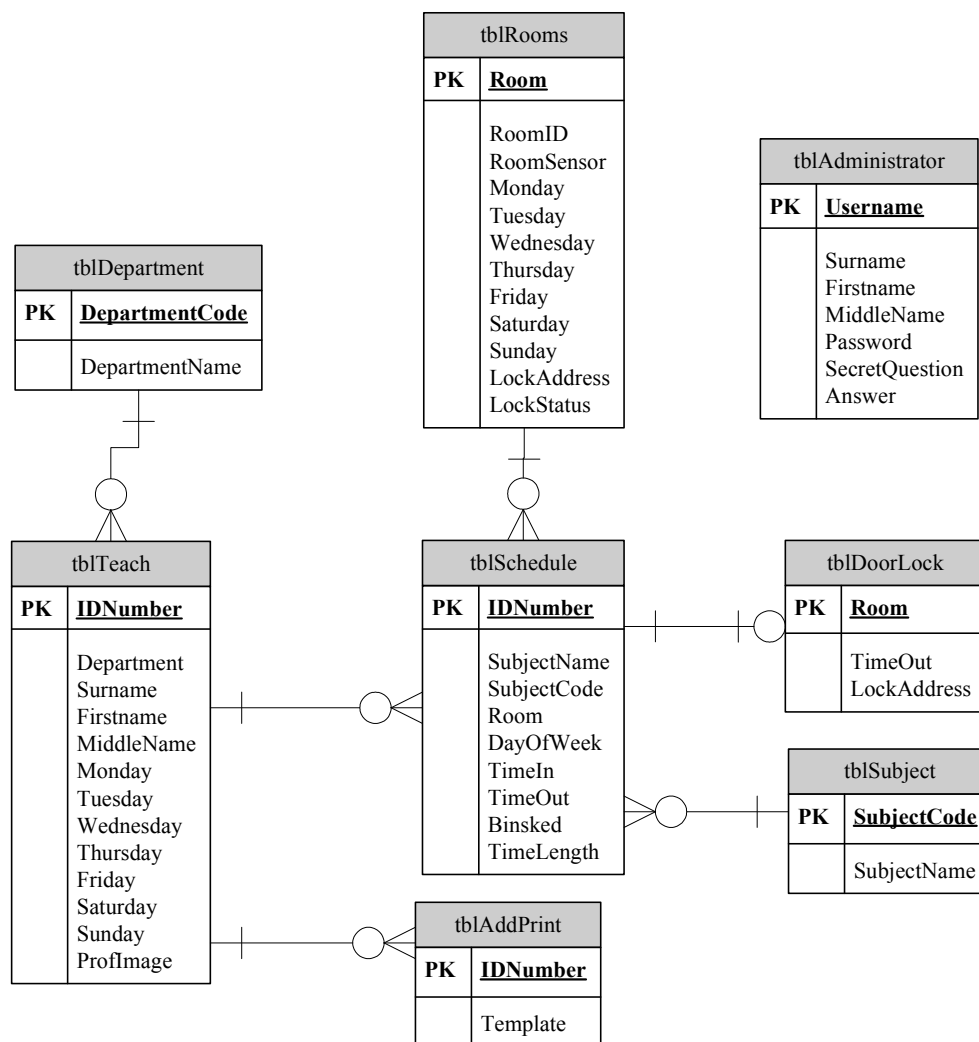 tblRooms
PK Room
RoomID
RoomSensor
Monday
Tuesday
Wednesday
Thursday
Friday
Saturday
Sunday
LockAddress
LockStatus
tblAdministrator
PK Username
Surname
Firstname
MiddleName
Password
SecretQuestion
Answer
tblDepartment
PK DepartmentCode
DepartmentName
tblTeach
PK IDNumber
Department
Surname
Firstname
MiddleName
Monday
Tuesday
Wednesday
Thursday
Friday
Saturday
Sunday
ProfImage
tblSchedule
PK IDNumber
SubjectName
SubjectCode
Room
DayOfWeek
TimeIn
TimeOut
Binsked
TimeLength
tblDoorLock
PK Room
TimeOut
LockAddress
tblSubject
PK SubjectCode
SubjectName
tblAddPrint
PK IDNumber
Template